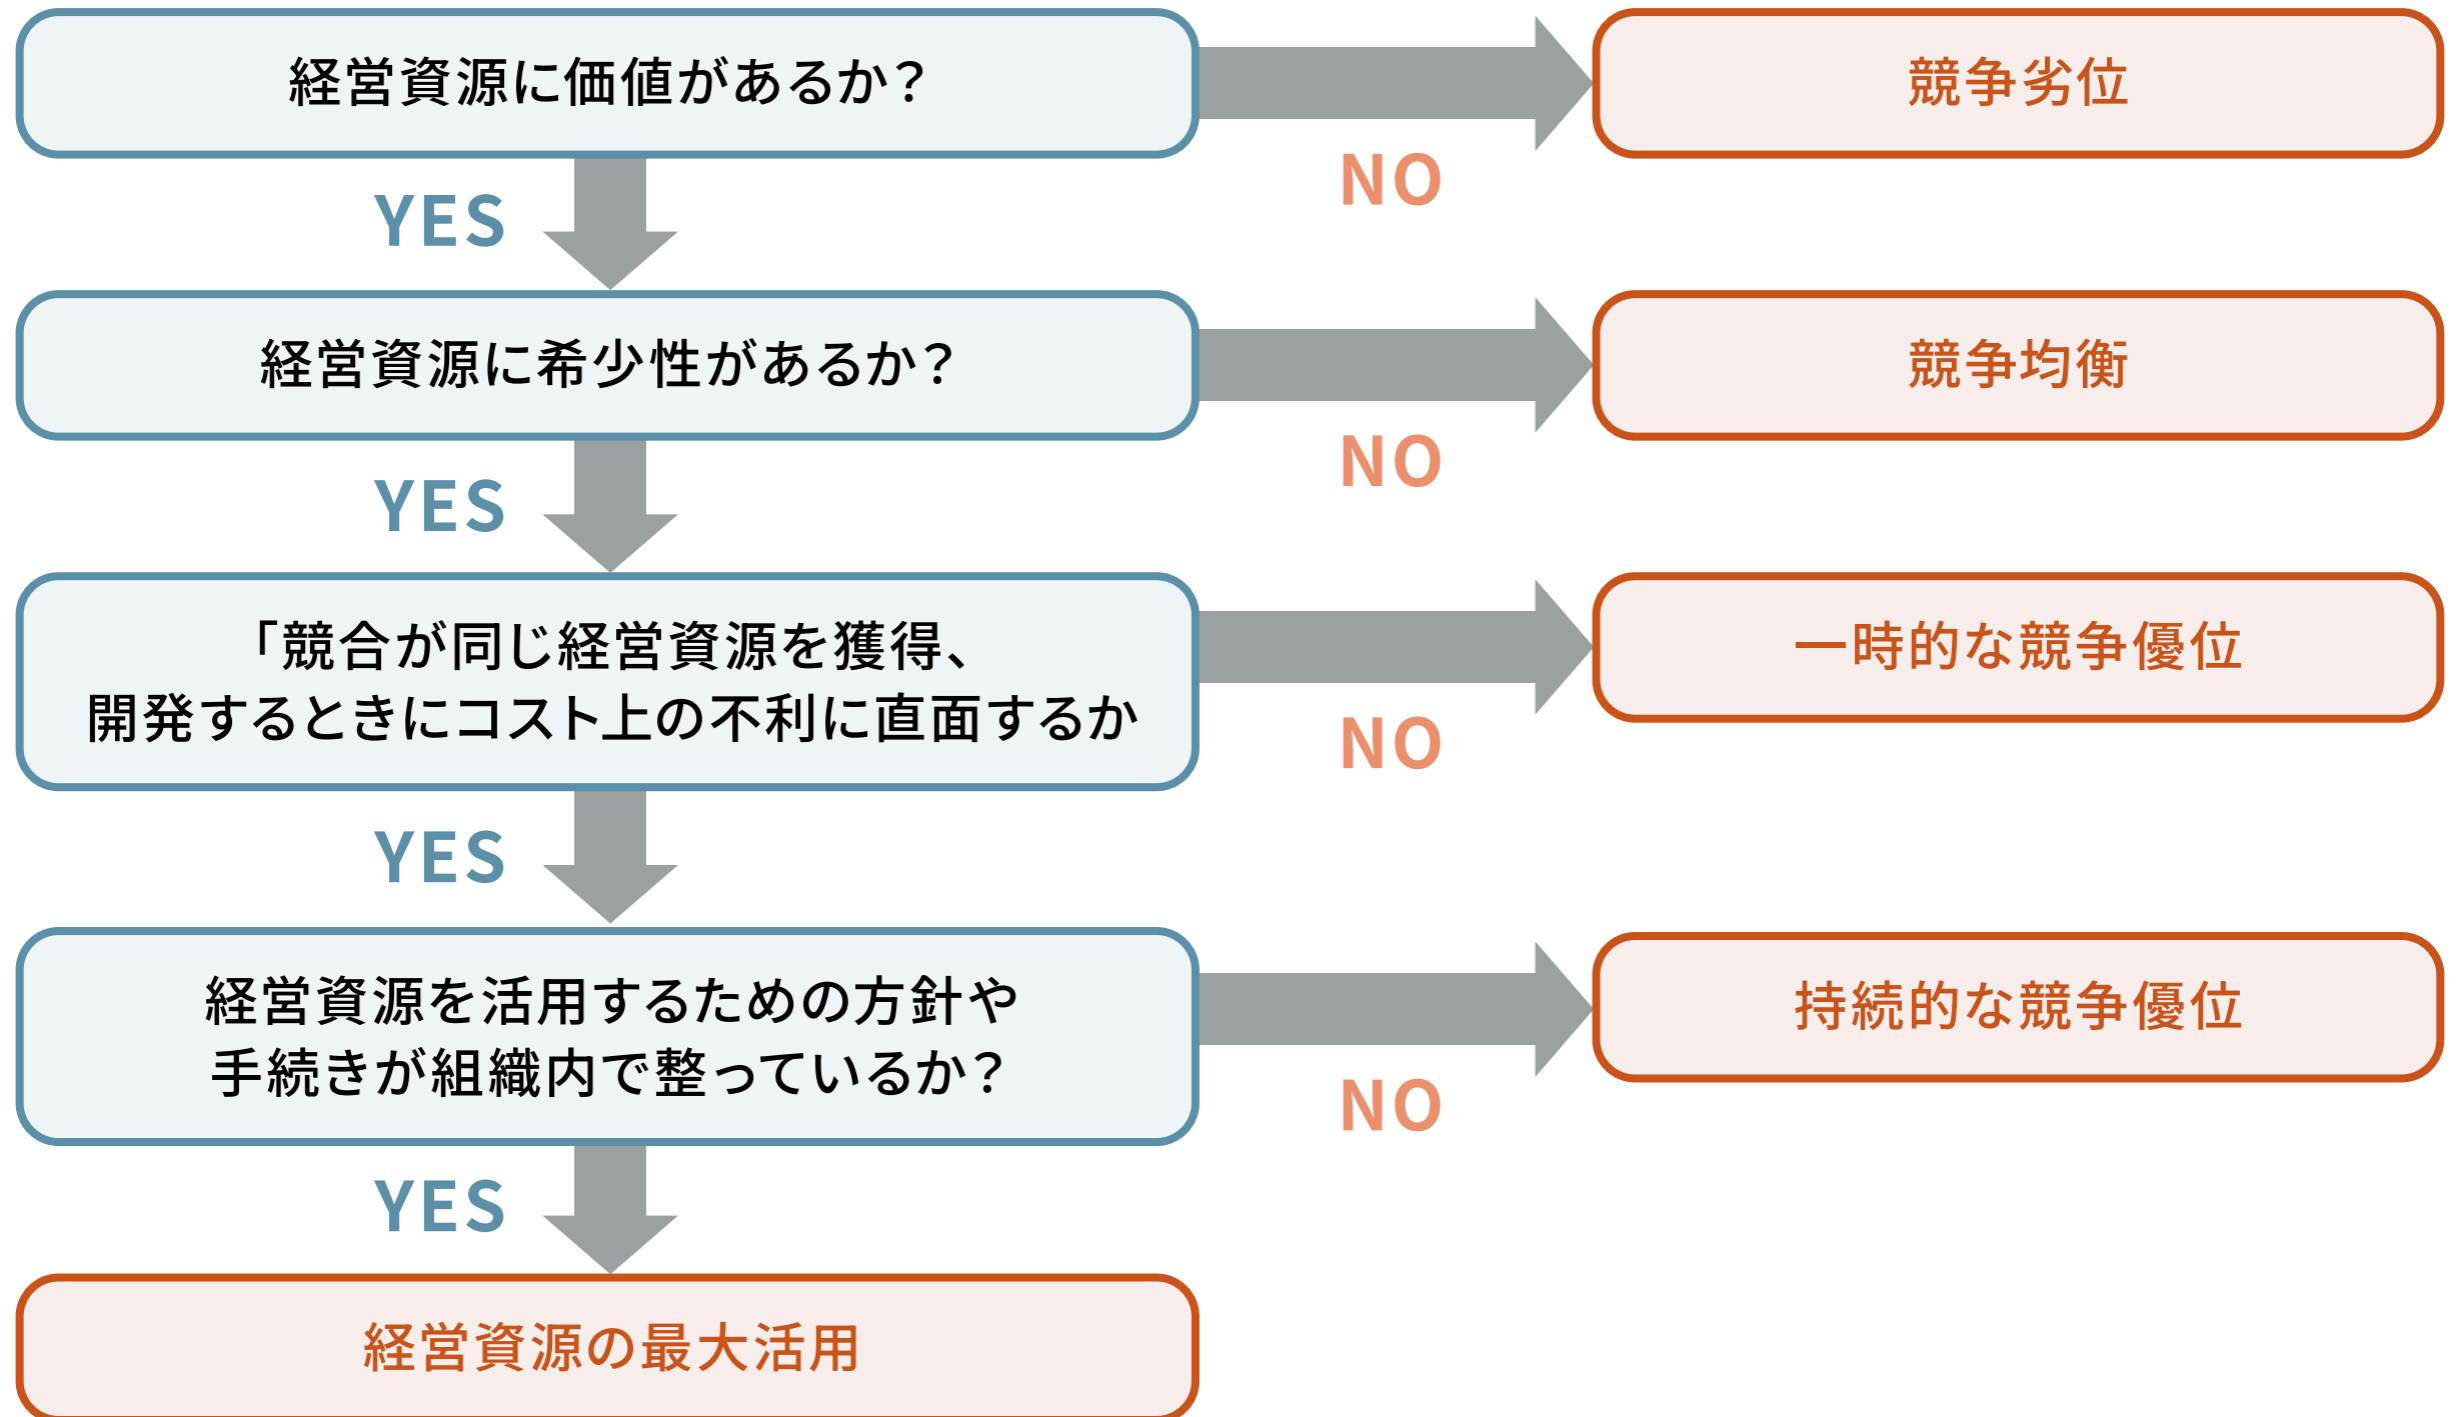 経営資源に価値があるか？
競争劣位
NO
YES
経営資源に希少性があるか？
競争均衡
NO
YES
「競合が同じ経営資源を獲得、
開発するときにコスト上の不利に直面するか
一時的な競争優位
NO
YES
経営資源を活用するための方針や
手続きが組織内で整っているか？
持続的な競争優位
NO
YES
経営資源の最大活用